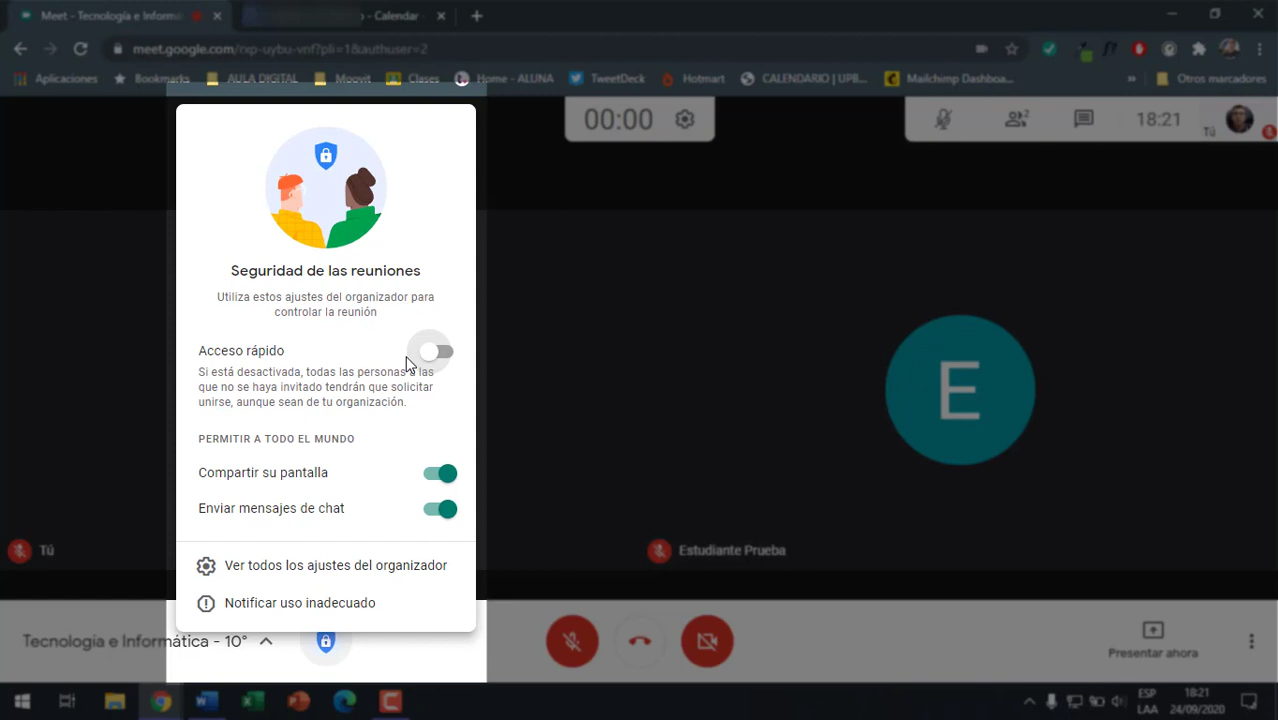 Meet - Tecnología e Informá
- Calendar
meet.google.com/rxp-uybu-vnf?pli=1&authuser=2
Aplicaciones
Bookmarks
AULA DIGITAL
Moovit
Clases
Home - ALUNA
TweetDeck
Hotmart
CALENDARIO | UPB...
Mailchimp Dashboa...
»
Otros marcadores
00:00
2
18:21
Tú
Seguridad de las reuniones
Utiliza estos ajustes del organizador para
controlar la reunión
Acceso rápido
Si está desactivada, todas las personas a las
que no se haya invitado tendrán que solicitar
unirse, aunque sean de tu organización.
PERMITIR A TODO EL MUNDO
Compartir su pantalla
Enviar mensajes de chat
Ver todos los ajustes del organizador
Notificar uso inadecuado
E
Tú
Estudiante Prueba
Tecnología e Informática - 10°
Presentar ahora
ESP
LAA
18:21
24/09/2020